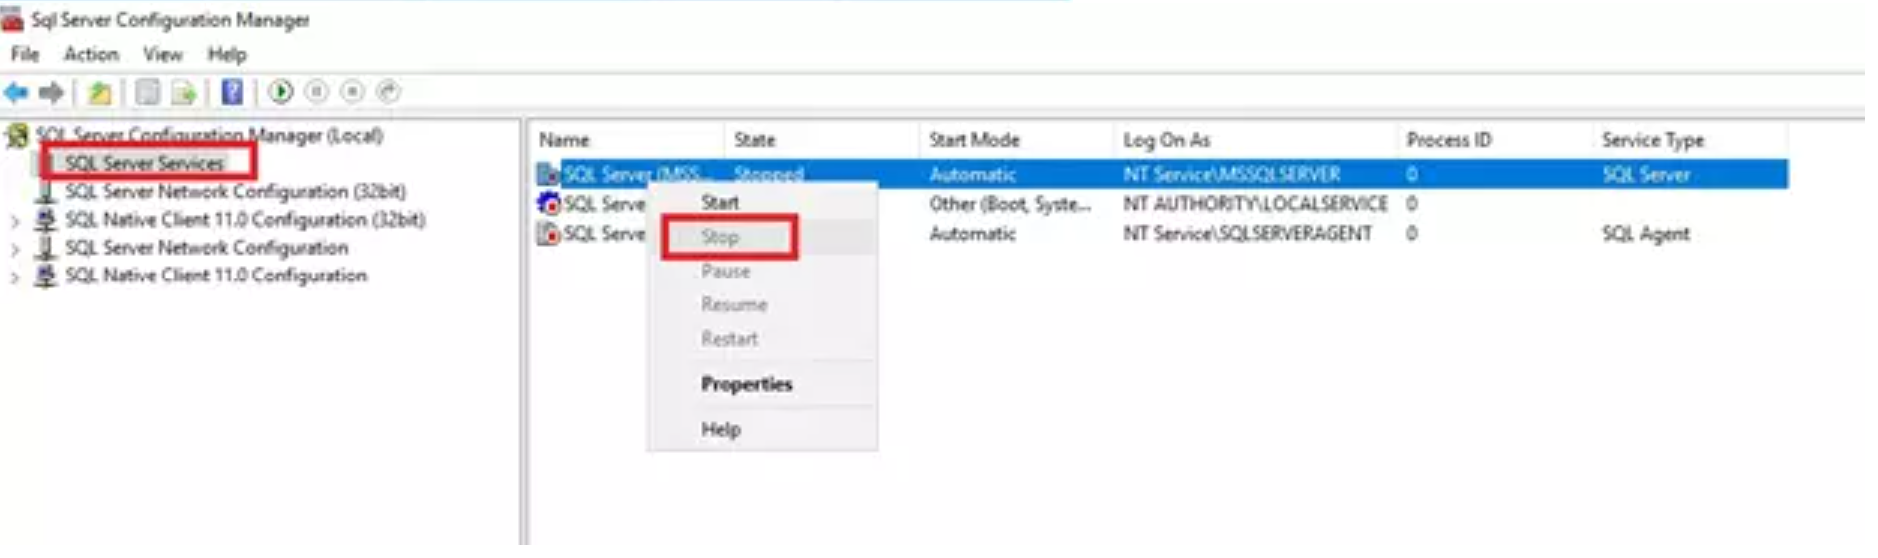 Sql Server Configuration Manager
File Action View Help
SQL Server Configuration Manager (Local)
SQL Server Services
SQL Server Network Configuration (32bit)
SQL Native Client 11.0 Configuration (32bit)
SQL Server Network Configuration
SQL Native Client 11.0 Configuration
Name State Start Mode Log On As Process ID Service Type
SQL Server (MSS... Stopped Automatic NT Service\MSSQLSERVER 0 SQL Server
SQL Serve Other (Boot, Syste... NT AUTHORITY\LOCALSERVICE 0
SQL Serve Automatic NT Service\SQLSERVERAGENT 0 SQL Agent
Start
Stop
Pause
Resume
Restart
Properties
Help